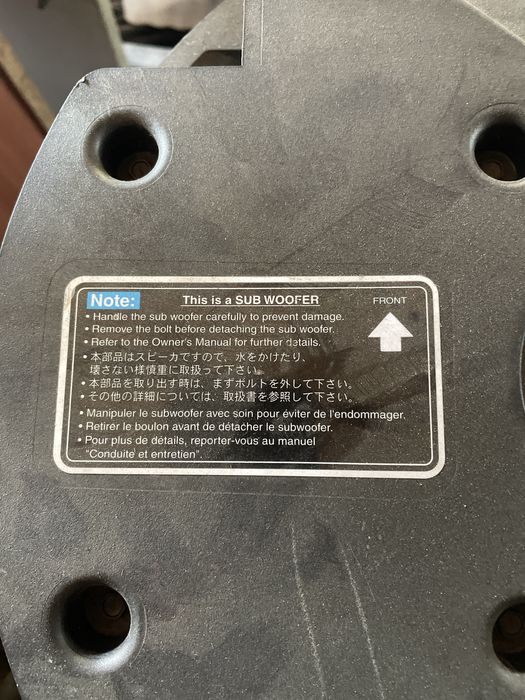 Note: This is a SUB WOOFER
FRONT
• Handle the sub woofer carefully to prevent damage.
• Remove the bolt before detaching the sub woofer.
• Refer to the Owner's Manual for further details.
• 本部品はスピーカですので、水をかけたり、
壊さない様慎重に取扱って下さい。
• 本部品を取り出す時は、まずボルトを外して下さい。
• その他の詳細については、取扱書を参照して下さい。
• Manipuler le subwoofer avec soin pour éviter de l'endommager.
• Retirer le boulon avant de détacher le subwoofer.
• Pour plus de détails, reporter-vous au manuel
"Conduite et entretien".